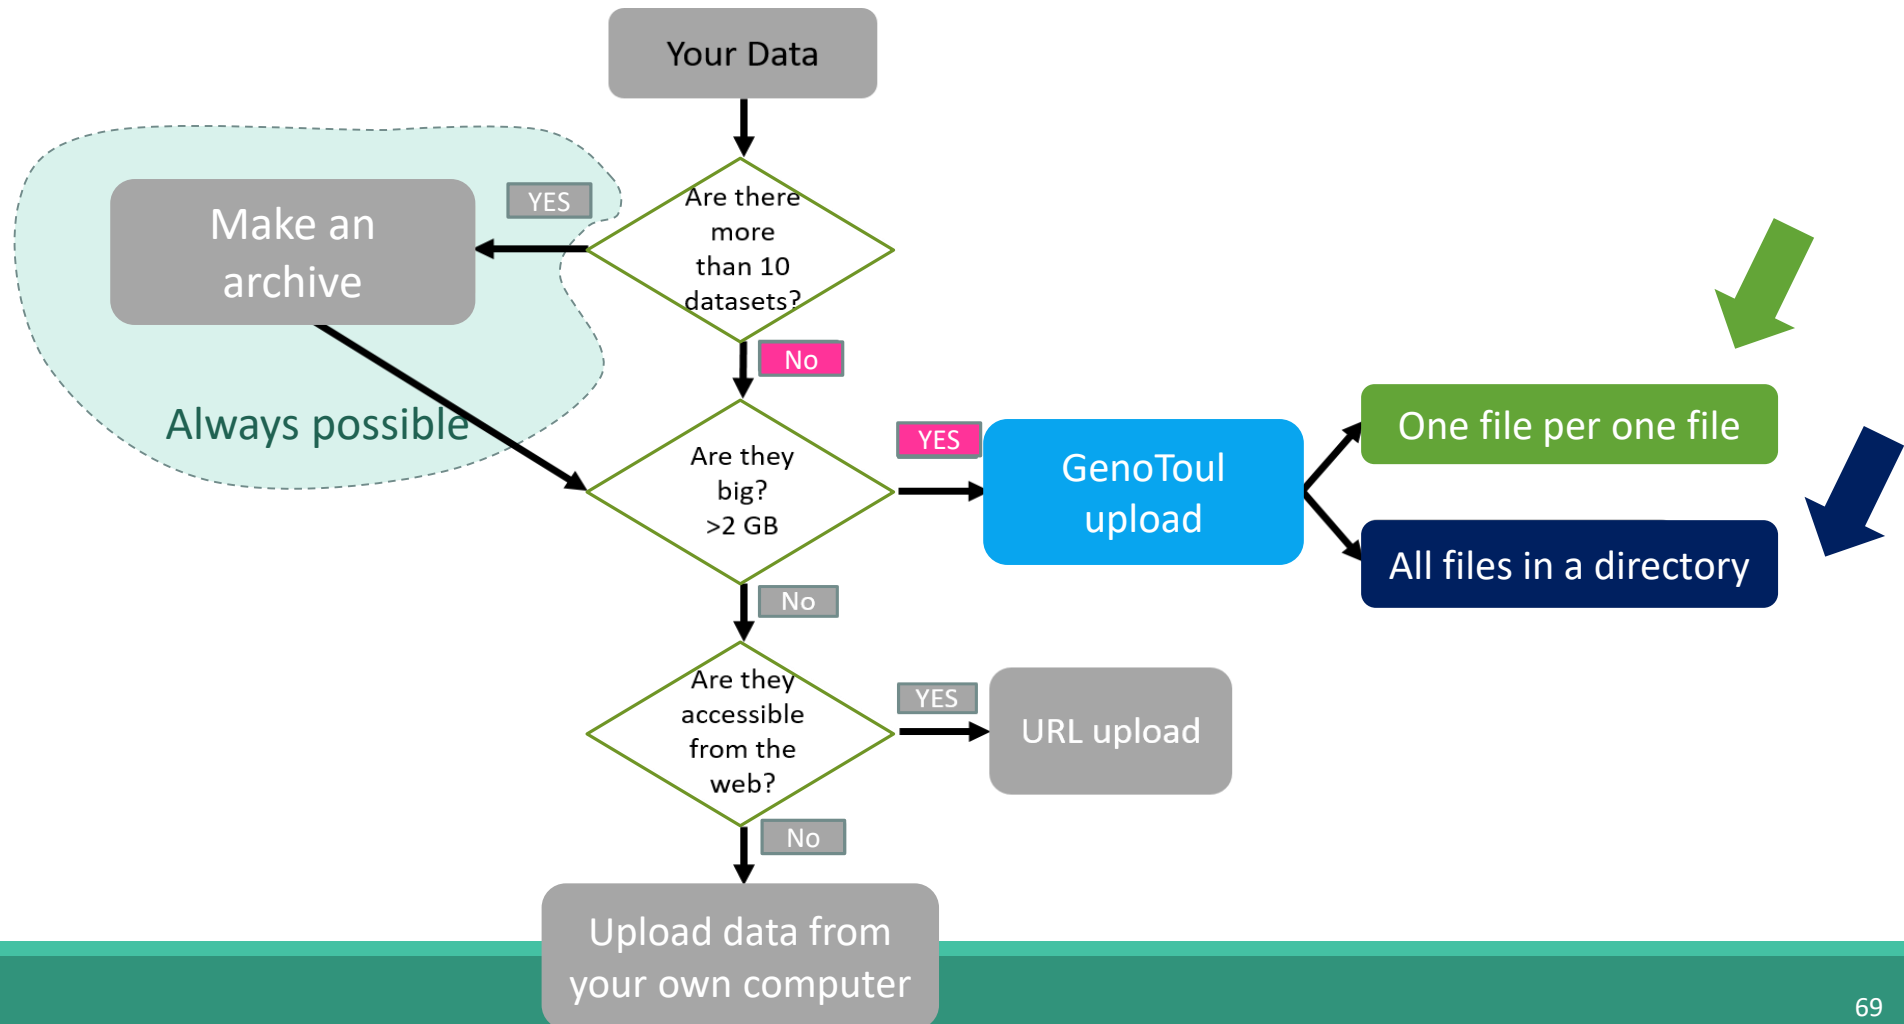 Your Data
YES
Are there
more
than 10
datasets?
Make an
archive
No
Always possible
Are they
big?
>2 GB
YES
GenoToul
upload
One file per one file
All files in a directory
No
Are they
accessible
from the
web?
YES
URL upload
No
Upload data from
your own computer
69